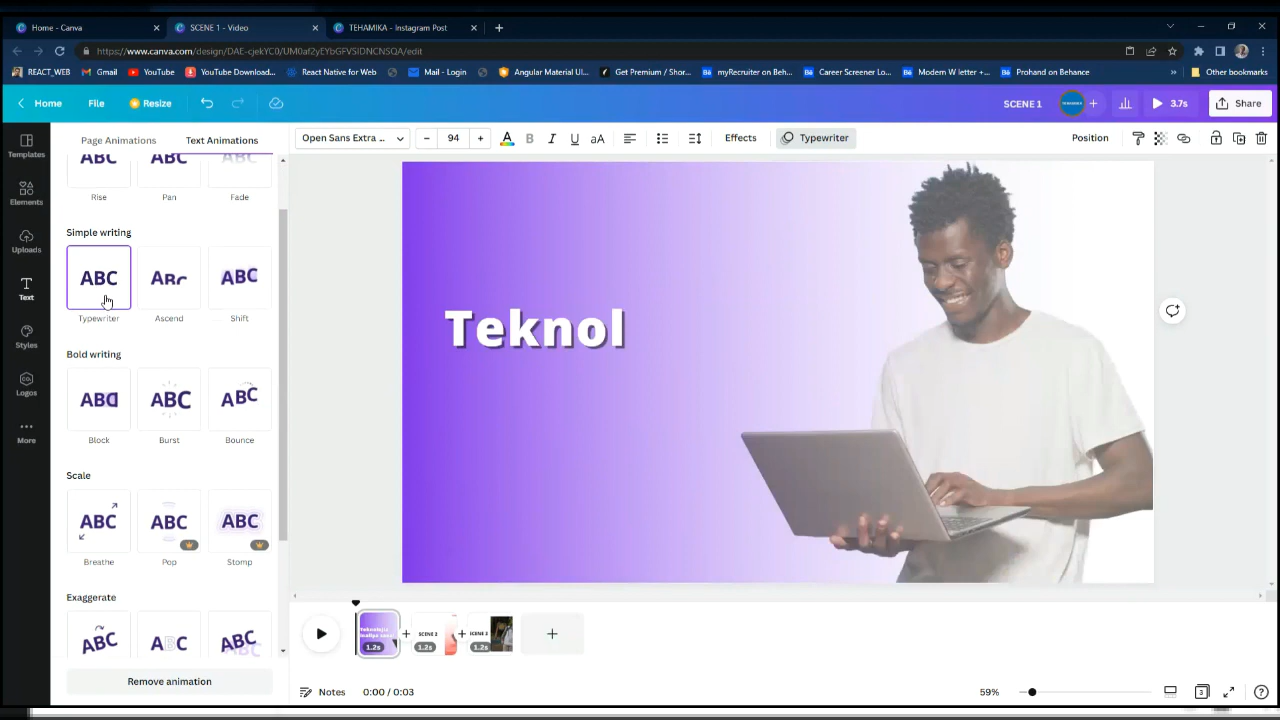 Home - Canva
SCENE 1 - Video
TEHAMIKA - Instagram Post
https://www.canva.com/design/DAE-cjekYC0/UM0af2yEYbGFVSIDNCNSQA/edit
REACT_WEB
Gmail
YouTube
YouTube Download...
React Native for Web
Mail - Login
Angular Material UI...
Get Premium / Shor...
myRecruiter on Beh...
Career Screener Lo...
Modern W letter +...
Prohand on Behance
Other bookmarks
Home
File
Resize
SCENE 1
TEHAMIKA
3.7s
Share
Templates
Elements
Uploads
Text
Styles
Logos
More
Page Animations
Text Animations
Open Sans Extra ...
94
A
B
I
U
aA
Effects
Typewriter
Position
ABC
ABC
ABC
Rise
Pan
Fade
Simple writing
ABC
ABC
ABC
Typewriter
Ascend
Shift
Bold writing
ABC
ABC
ABC
Block
Burst
Bounce
Scale
ABC
ABC
ABC
Breathe
Pop
Stomp
Exaggerate
ABC
ABC
ABC
Remove animation
Teknol
1.2s
SCENE 2
1.2s
1.2s
Notes
0:00 / 0:03
59%
3